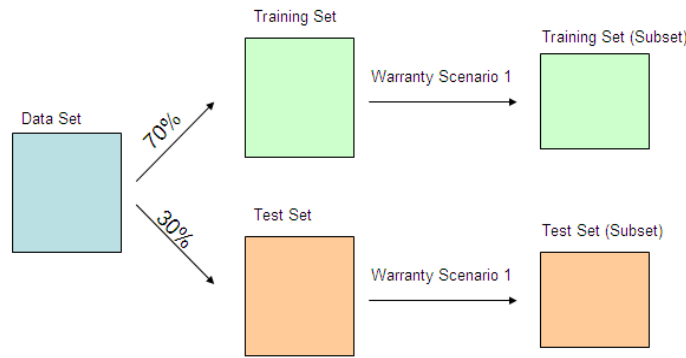 Training Set
Training Set (Subset)
Warranty Scenario 1
Data Set
70%
30%
Test Set
Test Set (Subset)
Warranty Scenario 1